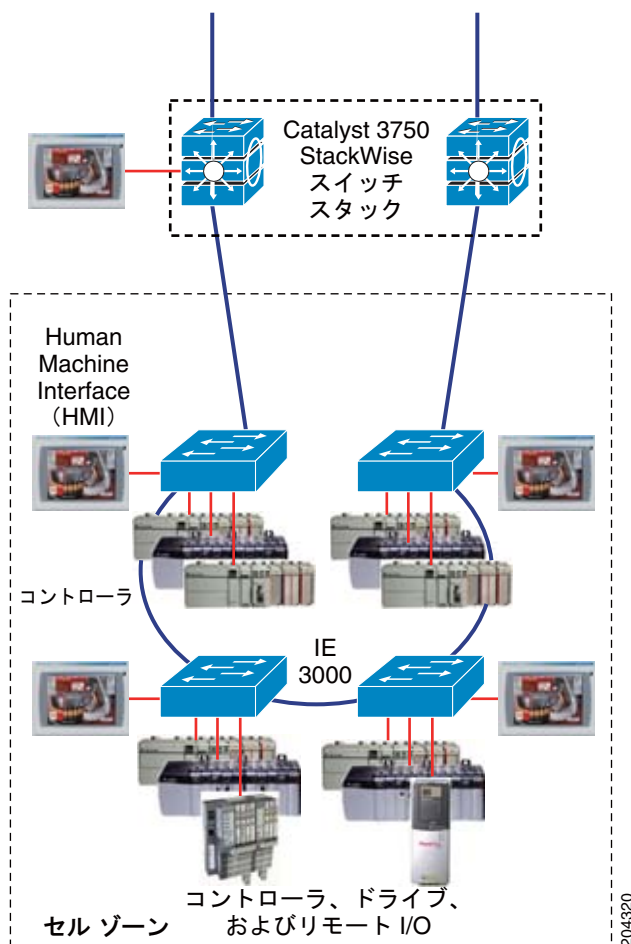 Catalyst 3750
StackWise
スイッチ
スタック
Human
Machine
Interface
（HMI）
コントローラ
IE
3000
コントローラ、ドライブ、
およびリモート I/O
セル ゾーン
204320